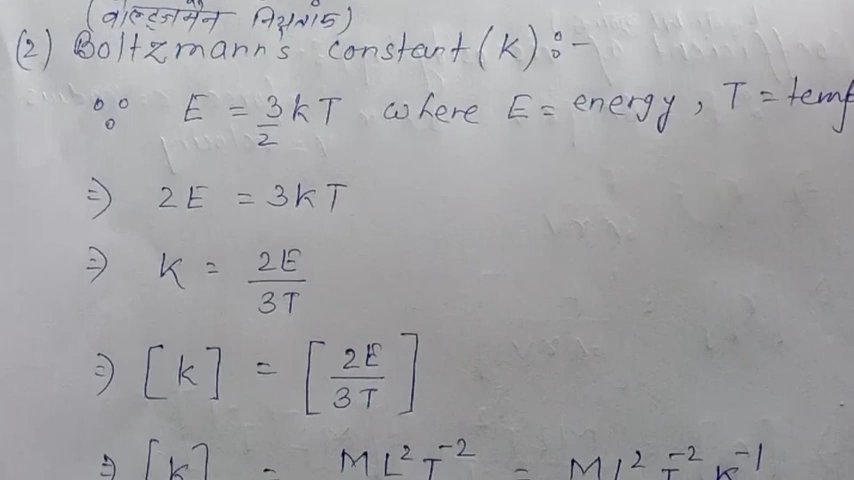 (वोल्ट्जमैन नियतांक)
(2) Boltzmann's constant (K) :-
∵ E = 3/2 kT where E = energy, T = temp
⇒ 2E = 3kT
⇒ K = 2E/3T
⇒ [K] = [2E/3T]
⇒ [K] = ML²T⁻² = ML²T⁻²K⁻¹